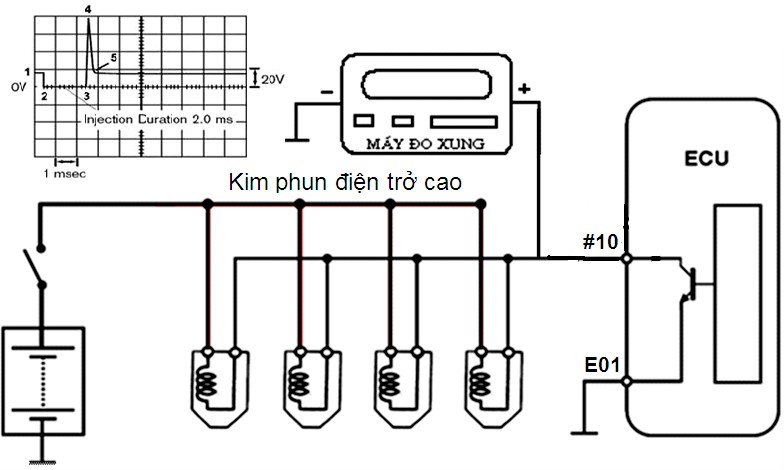 4
5
1
0V
20V
2
3
Injection Duration 2.0 ms
1 msec
−
+
MÁY ĐO XUNG
ECU
Kim phun điện trở cao
#10
E01